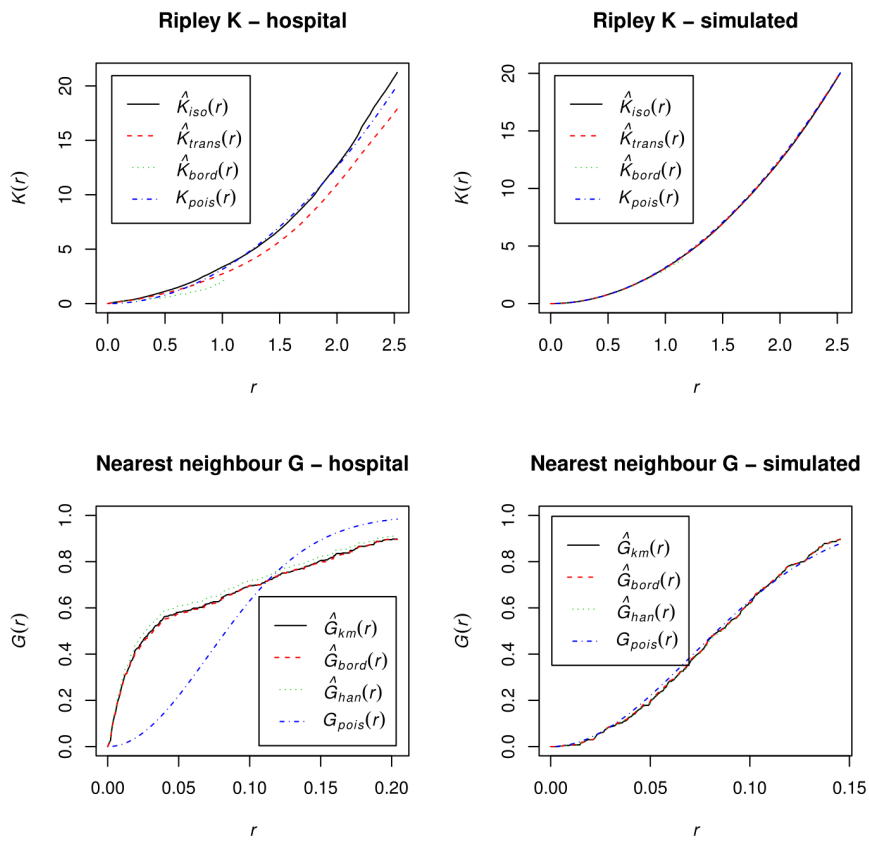 Ripley K − hospital
K(r)
0 5 10 15 20
K̂iso(r)
K̂trans(r)
K̂bord(r)
Kpois(r)
0.0 0.5 1.0 1.5 2.0 2.5
r
Ripley K − simulated
K(r)
0 5 10 15 20
K̂iso(r)
K̂trans(r)
K̂bord(r)
Kpois(r)
0.0 0.5 1.0 1.5 2.0 2.5
r
Nearest neighbour G − hospital
G(r)
0.0 0.2 0.4 0.6 0.8 1.0
Ĝkm(r)
Ĝbord(r)
Ĝhan(r)
Gpois(r)
0.00 0.05 0.10 0.15 0.20
r
Nearest neighbour G − simulated
G(r)
0.0 0.2 0.4 0.6 0.8 1.0
Ĝkm(r)
Ĝbord(r)
Ĝhan(r)
Gpois(r)
0.00 0.05 0.10 0.15
r